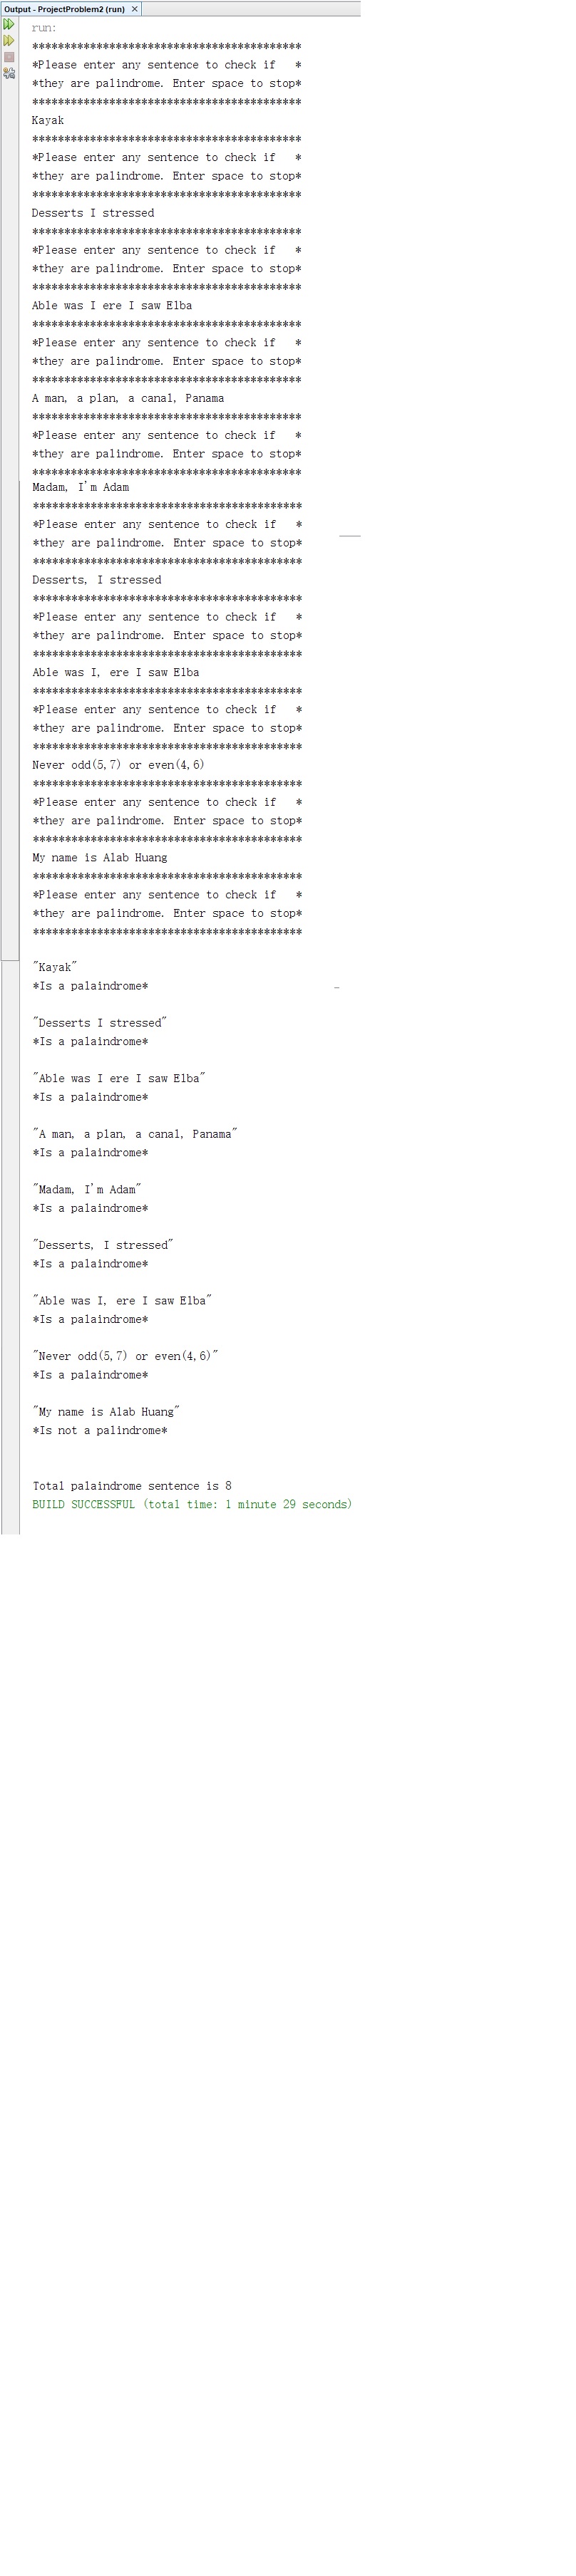 Output - ProjectProblem2 (run)
run:
******************************************
*Please enter any sentence to check if   *
*they are palindrome. Enter space to stop*
******************************************
Kayak
******************************************
*Please enter any sentence to check if   *
*they are palindrome. Enter space to stop*
******************************************
Desserts I stressed
******************************************
*Please enter any sentence to check if   *
*they are palindrome. Enter space to stop*
******************************************
Able was I ere I saw Elba
******************************************
*Please enter any sentence to check if   *
*they are palindrome. Enter space to stop*
******************************************
A man, a plan, a canal, Panama
******************************************
*Please enter any sentence to check if   *
*they are palindrome. Enter space to stop*
******************************************
Madam, I'm Adam
******************************************
*Please enter any sentence to check if   *
*they are palindrome. Enter space to stop*
******************************************
Desserts, I stressed
******************************************
*Please enter any sentence to check if   *
*they are palindrome. Enter space to stop*
******************************************
Able was I, ere I saw Elba
******************************************
*Please enter any sentence to check if   *
*they are palindrome. Enter space to stop*
******************************************
Never odd(5,7) or even(4,6)
******************************************
*Please enter any sentence to check if   *
*they are palindrome. Enter space to stop*
******************************************
My name is Alab Huang
******************************************
*Please enter any sentence to check if   *
*they are palindrome. Enter space to stop*
******************************************
"Kayak"
*Is a palaindrome*
"Desserts I stressed"
*Is a palaindrome*
"Able was I ere I saw Elba"
*Is a palaindrome*
"A man, a plan, a canal, Panama"
*Is a palaindrome*
"Madam, I'm Adam"
*Is a palaindrome*
"Desserts, I stressed"
*Is a palaindrome*
"Able was I, ere I saw Elba"
*Is a palaindrome*
"Never odd(5,7) or even(4,6)"
*Is a palaindrome*
"My name is Alab Huang"
*Is not a palindrome*
Total palaindrome sentence is 8
BUILD SUCCESSFUL (total time: 1 minute 29 seconds)